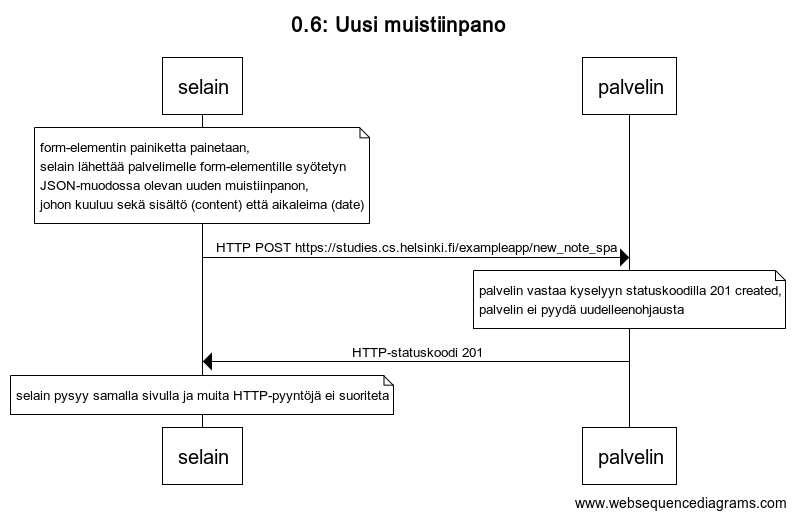 0.6: Uusi muistiinpano
selain
palvelin
form-elementin painiketta painetaan,
selain lähettää palvelimelle form-elementille syötetyn
JSON-muodossa olevan uuden muistiinpanon,
johon kuuluu sekä sisältö (content) että aikaleima (date)
HTTP POST https://studies.cs.helsinki.fi/exampleapp/new_note_spa
palvelin vastaa kyselyyn statuskoodilla 201 created,
palvelin ei pyydä uudelleenohjausta
HTTP-statuskoodi 201
selain pysyy samalla sivulla ja muita HTTP-pyyntöjä ei suoriteta
selain
palvelin
www.websequencediagrams.com